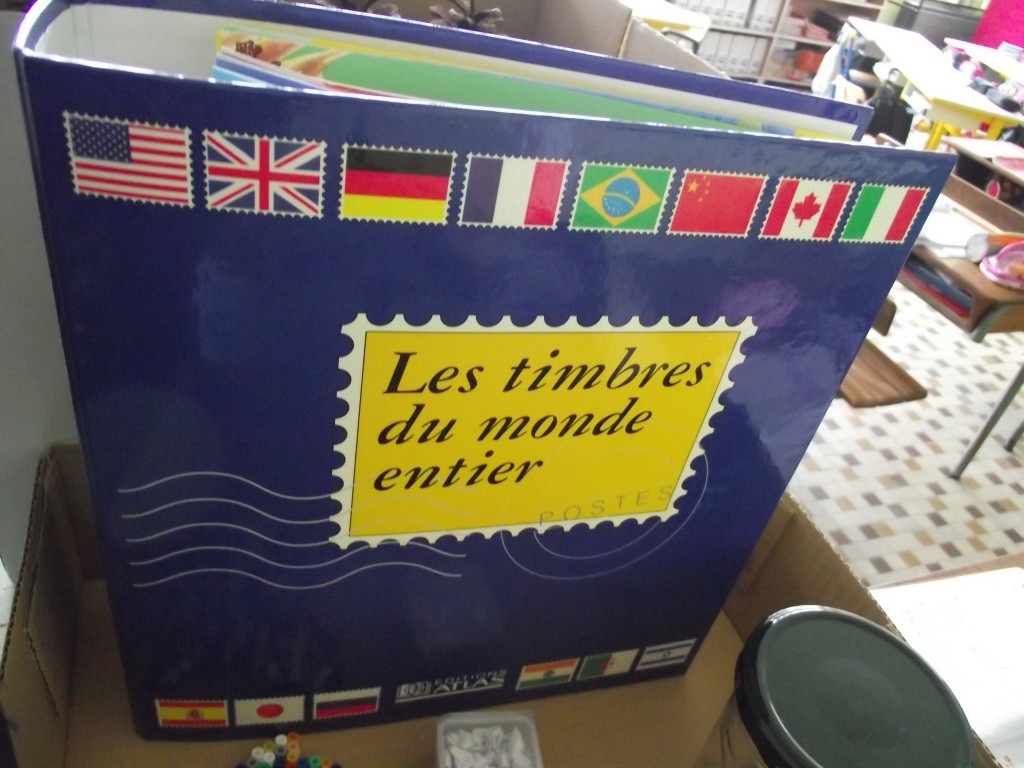 Les timbres
du monde
entier
POSTES
EDITIONS
ATLAS